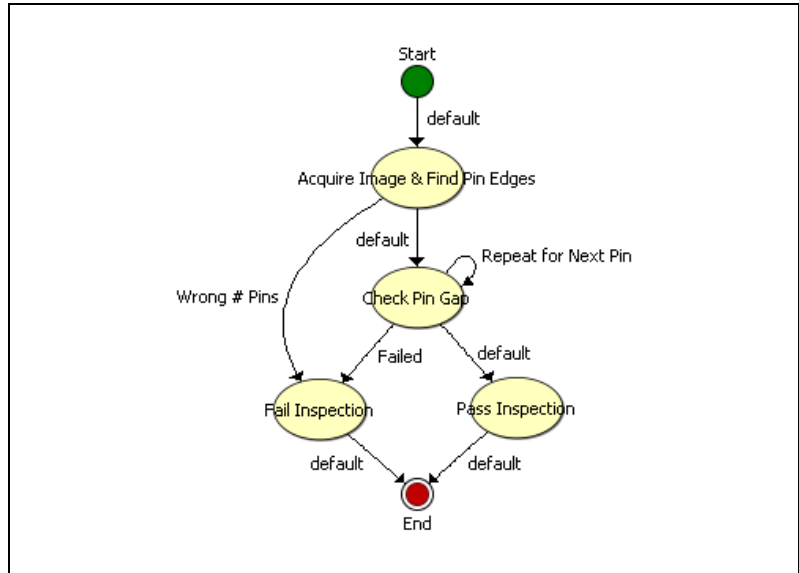 Start
default
Acquire Image & Find Pin Edges
default
Repeat for Next Pin
Wrong # Pins
Check Pin Gap
Failed
default
Fail Inspection
Pass Inspection
default
default
End